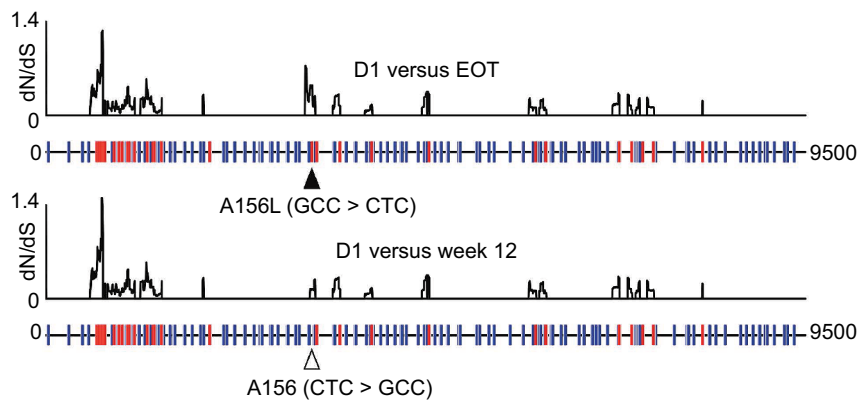 1.4
dN/dS
D1 versus EOT
0
0 9500
A156L (GCC > CTC)
1.4
dN/dS
D1 versus week 12
0
0 9500
A156 (CTC > GCC)